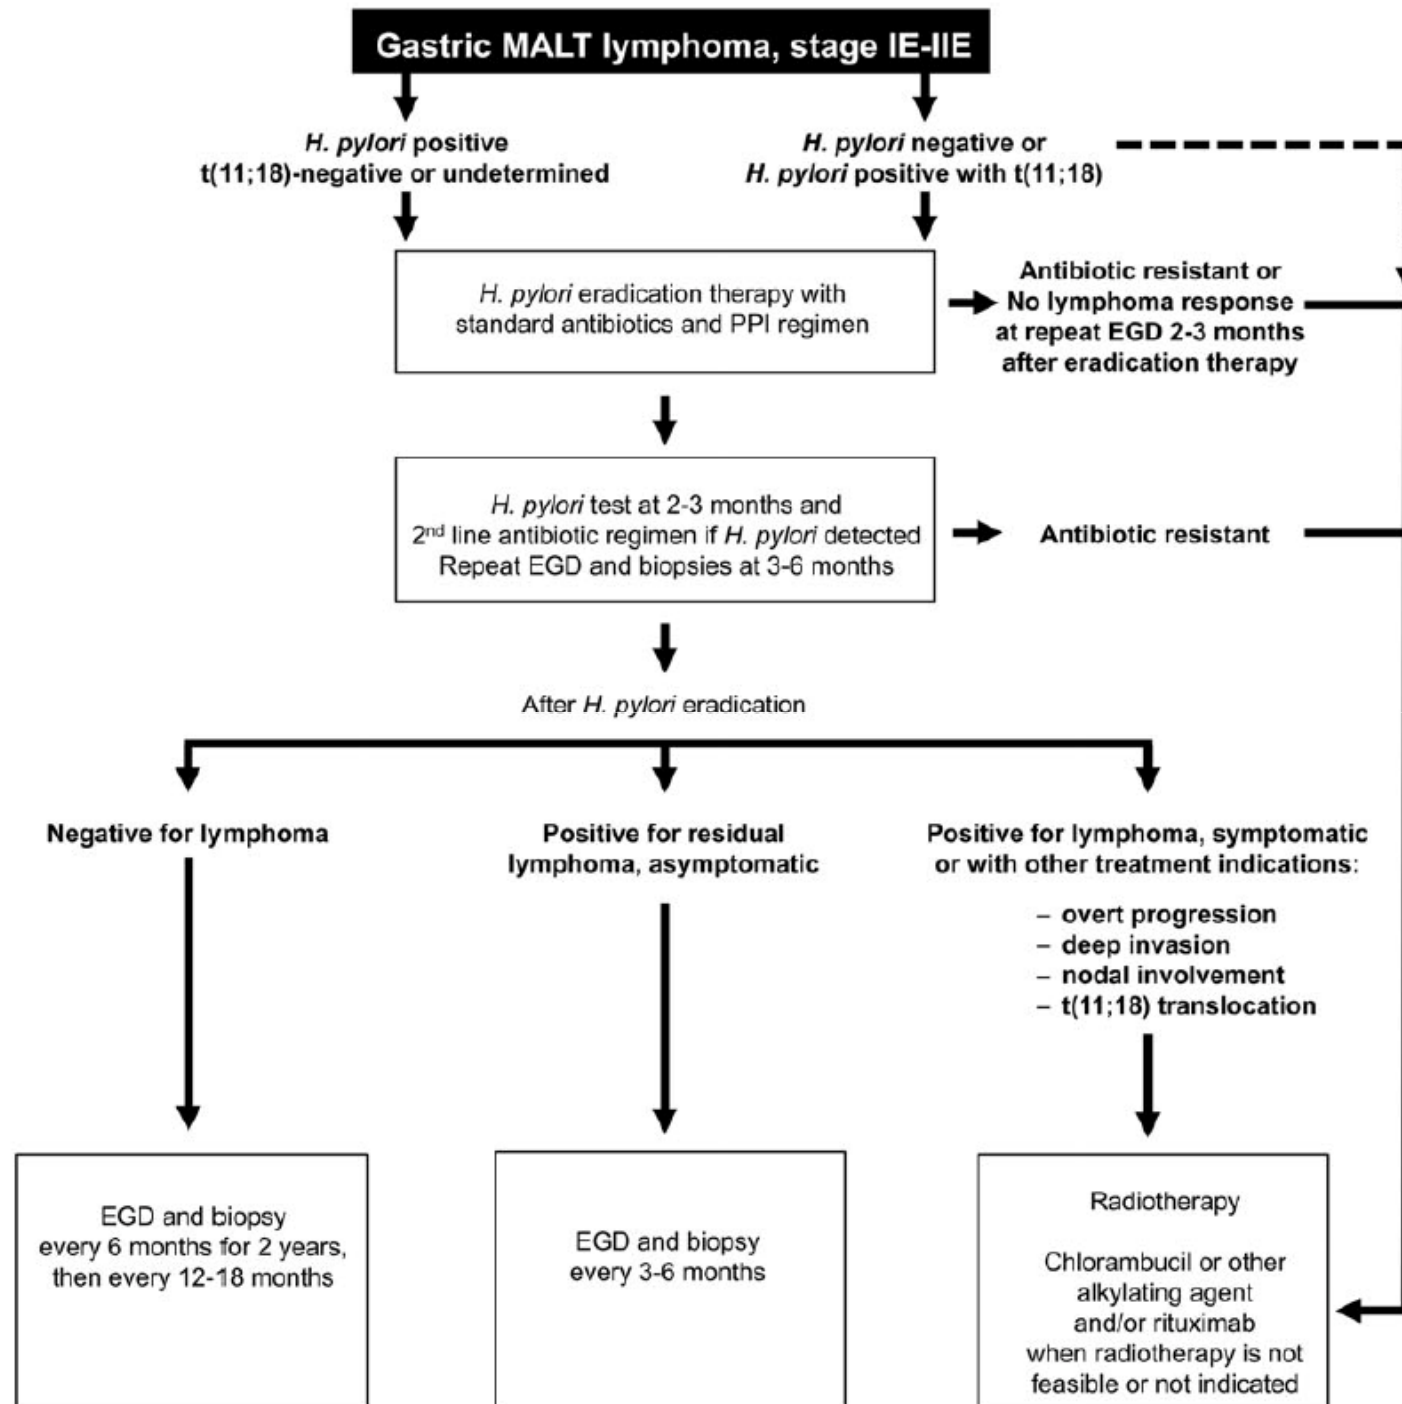 Gastric MALT lymphoma, stage IE-IIE
H. pylori positive
t(11;18)-negative or undetermined
H. pylori negative or
H. pylori positive with t(11;18)
H. pylori eradication therapy with
standard antibiotics and PPI regimen
Antibiotic resistant or
No lymphoma response
at repeat EGD 2-3 months
after eradication therapy
H. pylori test at 2-3 months and
2nd line antibiotic regimen if H. pylori detected
Repeat EGD and biopsies at 3-6 months
Antibiotic resistant
After H. pylori eradication
Negative for lymphoma
Positive for residual
lymphoma, asymptomatic
Positive for lymphoma, symptomatic
or with other treatment indications:
– overt progression
– deep invasion
– nodal involvement
– t(11;18) translocation
EGD and biopsy
every 6 months for 2 years,
then every 12-18 months
EGD and biopsy
every 3-6 months
Radiotherapy
Chlorambucil or other
alkylating agent
and/or rituximab
when radiotherapy is not
feasible or not indicated